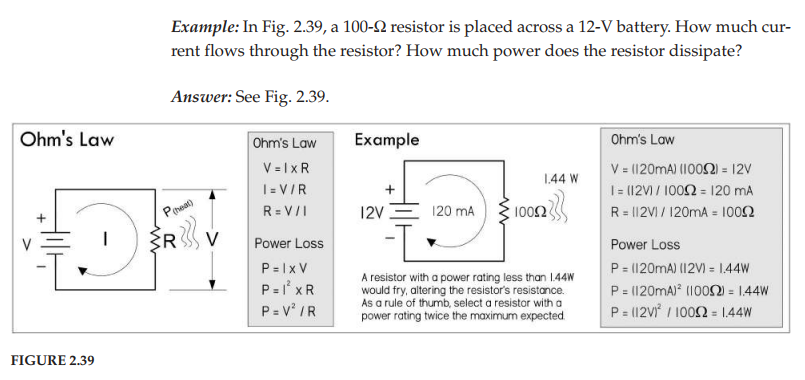 Example: In Fig. 2.39, a 100-Ω resistor is placed across a 12-V battery. How much cur-
rent flows through the resistor? How much power does the resistor dissipate?
Answer: See Fig. 2.39.
Ohm's Law
+
V
–
I
P(heat)
R
V
Ohm's Law
V = I x R
I = V / R
R = V / I
Power Loss
P = I x V
P = I² x R
P = V² / R
Example
+
12V
–
120 mA
100Ω
1.44 W
A resistor with a power rating less than 1.44W
would fry, altering the resistor's resistance.
As a rule of thumb, select a resistor with a
power rating twice the maximum expected.
Ohm's Law
V = (120mA) (100Ω) = 12V
I = (12V) / 100Ω = 120 mA
R = (12V) / 120mA = 100Ω
Power Loss
P = (120mA) (12V) = 1.44W
P = (120mA)² (100Ω) = 1.44W
P = (12V)² / 100Ω = 1.44W
FIGURE 2.39